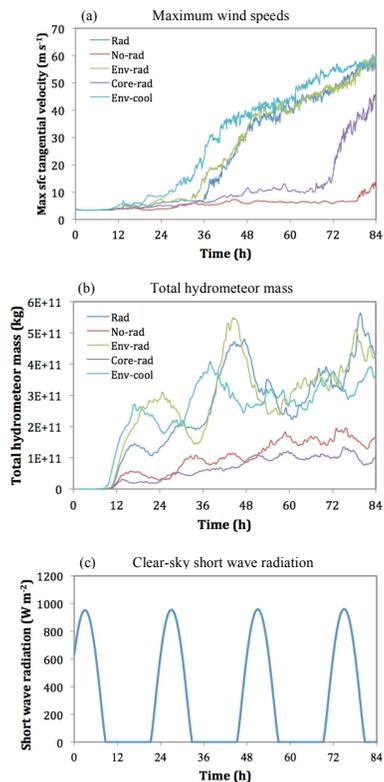 (a) Maximum wind speeds
70
60
50
40
30
20
10
0
Max sfc tangential velocity (m s⁻¹)
Rad
No-rad
Env-rad
Core-rad
Env-cool
0 12 24 36 48 60 72 84
Time (h)
(b) Total hydrometeor mass
6E+11
5E+11
4E+11
3E+11
2E+11
1E+11
0
Total hydrometeor mass (kg)
Rad
No-rad
Env-rad
Core-rad
Env-cool
0 12 24 36 48 60 72 84
Time (h)
(c) Clear-sky short wave radiation
1200
1000
800
600
400
200
0
Short wave radiation (W m⁻²)
0 12 24 36 48 60 72 84
Time (h)